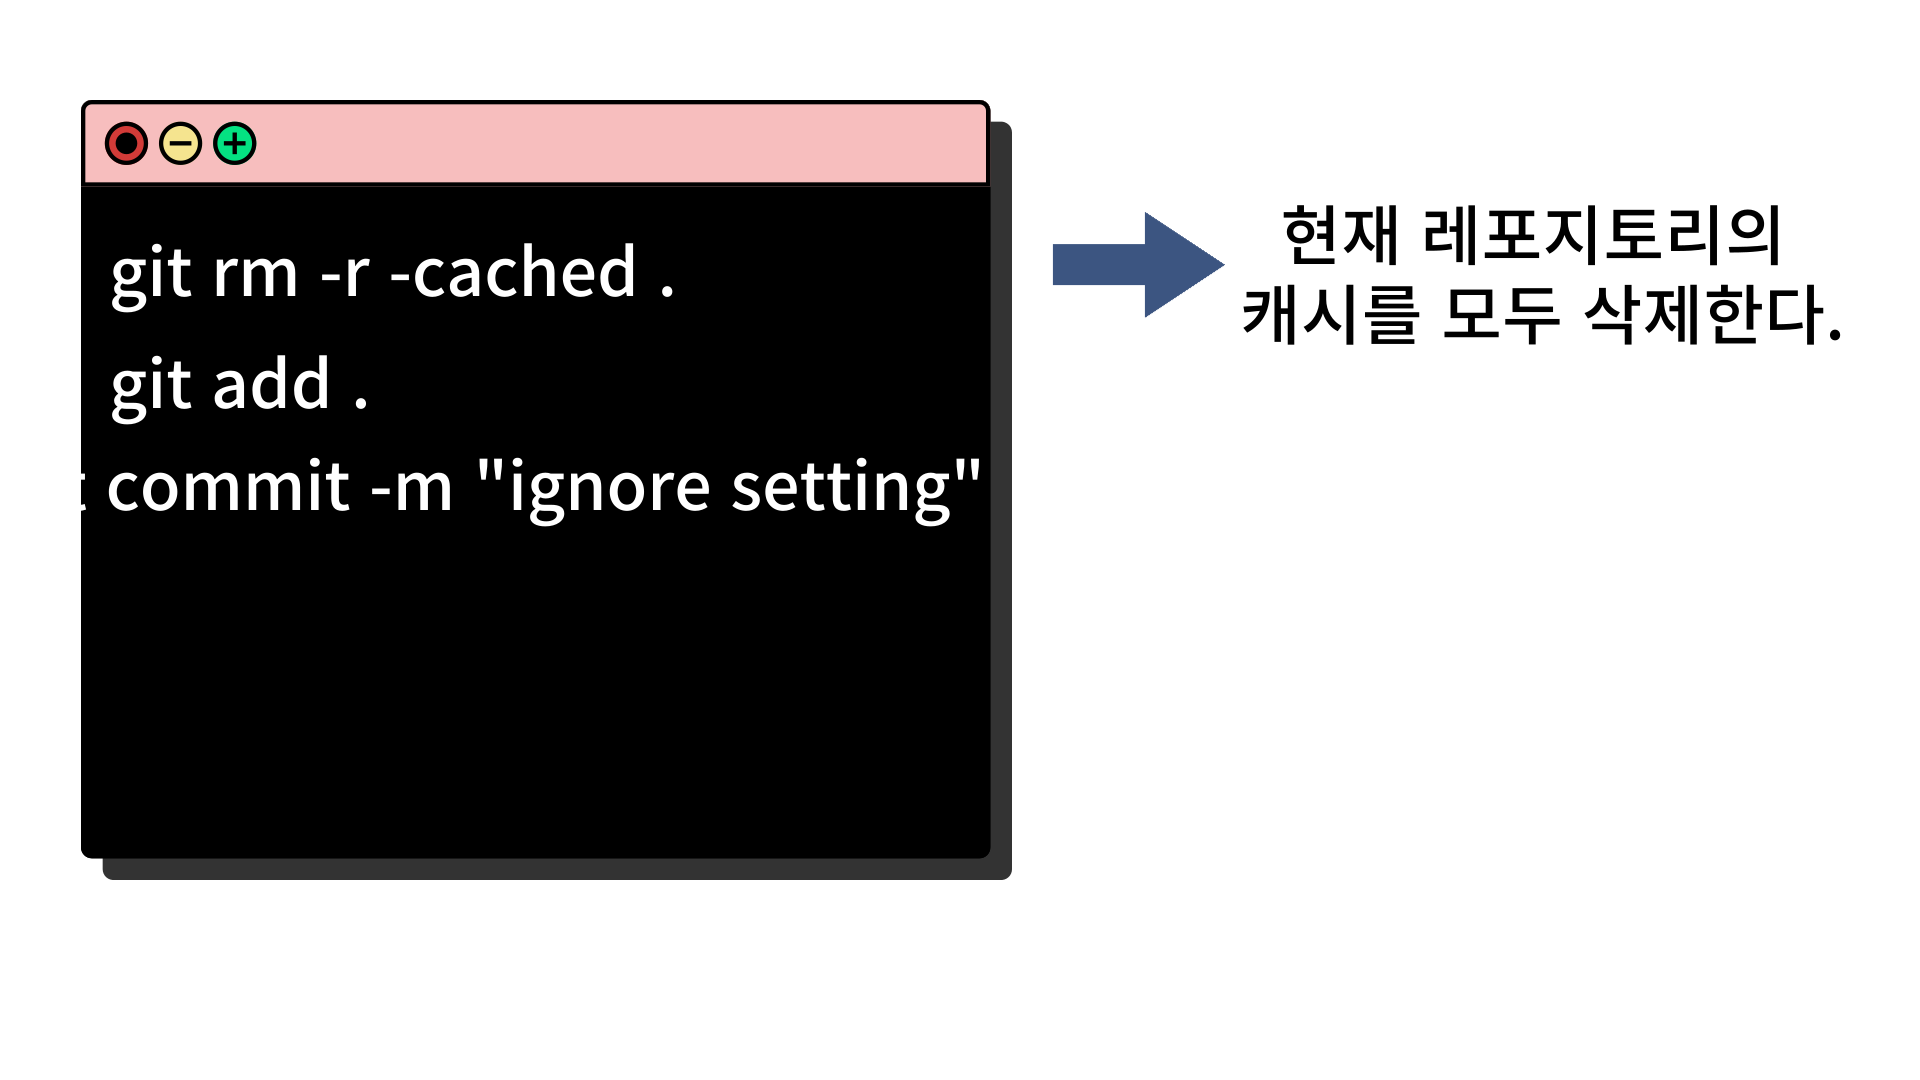 git rm -r -cached .
git add .
t commit -m "ignore setting"
현재 레포지토리의
캐시를 모두 삭제한다.